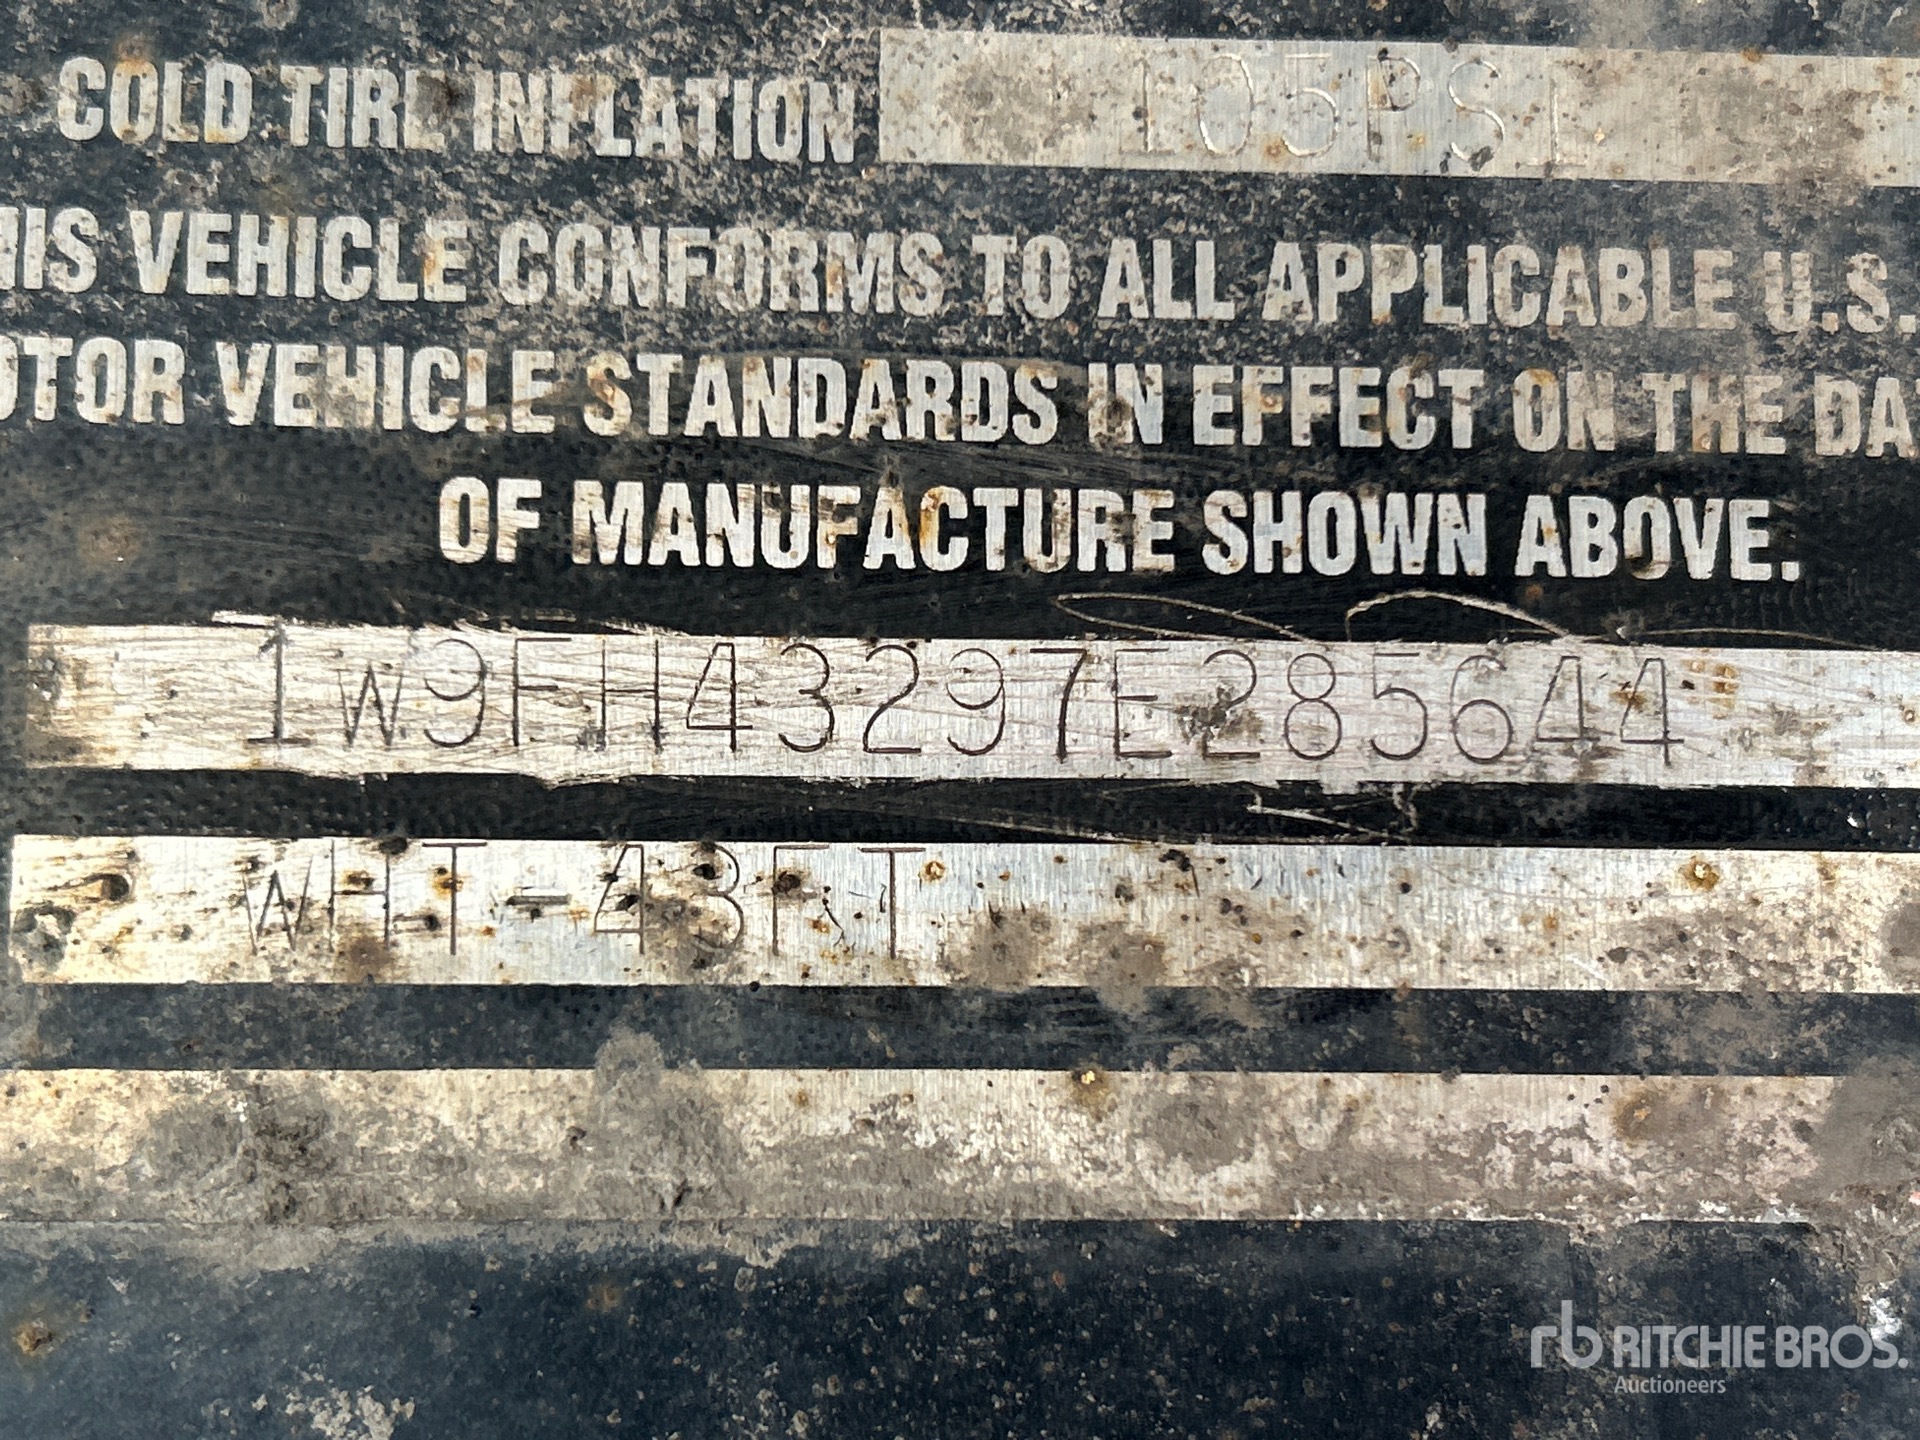 COLD TIRE INFLATION 105PSI
HIS VEHICLE CONFORMS TO ALL APPLICABLE U.S.
OTOR VEHICLE STANDARDS IN EFFECT ON THE DA
OF MANUFACTURE SHOWN ABOVE.
1W9FH43297E285644
WHT-43FT
rb RITCHIE BROS.
Auctioneers